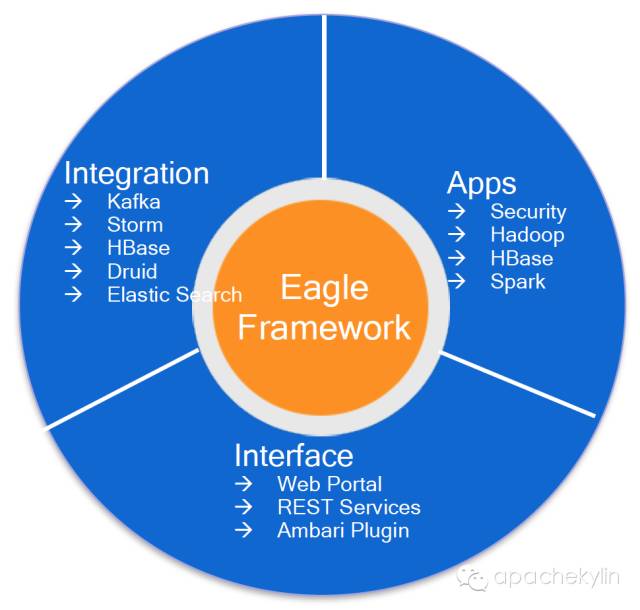 Integration
→ Kafka
→ Storm
→ HBase
→ Druid
→ Elastic Search
Apps
→ Security
→ Hadoop
→ HBase
→ Spark
Eagle
Framework
Interface
→ Web Portal
→ REST Services
→ Ambari Plugin
apachekylin